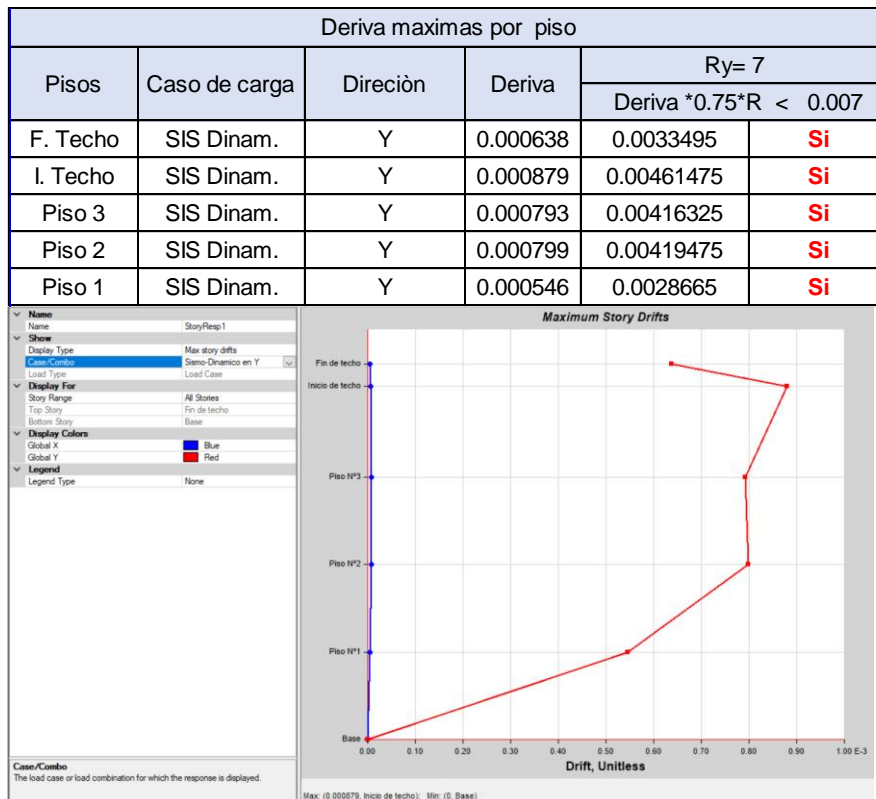 Deriva maximas por piso
Pisos Caso de carga Direciòn Deriva Ry= 7
Deriva *0.75*R < 0.007
F. Techo SIS Dinam. Y 0.000638 0.0033495 Si
I. Techo SIS Dinam. Y 0.000879 0.00461475 Si
Piso 3 SIS Dinam. Y 0.000793 0.00416325 Si
Piso 2 SIS Dinam. Y 0.000799 0.00419475 Si
Piso 1 SIS Dinam. Y 0.000546 0.0028665 Si
Name
Name StoryResp1
Show
Display Type Max story drifts
Case/Combo Sismo-Dinamico en Y
Load Type Load Case
Display For
Story Range All Stories
Top Story Fin de techo
Bottom Story Base
Display Colors
Global X Blue
Global Y Red
Legend
Legend Type None
Case/Combo
The load case or load combination for which the response is displayed.
Maximum Story Drifts
Fin de techo
Inicio de techo
Piso Nª3
Piso Nª2
Piso Nª1
Base
0.00 0.10 0.20 0.30 0.40 0.50 0.60 0.70 0.80 0.90 1.00 E-3
Drift, Unitless
Max: (0.000879, Inicio de techo); Min: (0, Base)